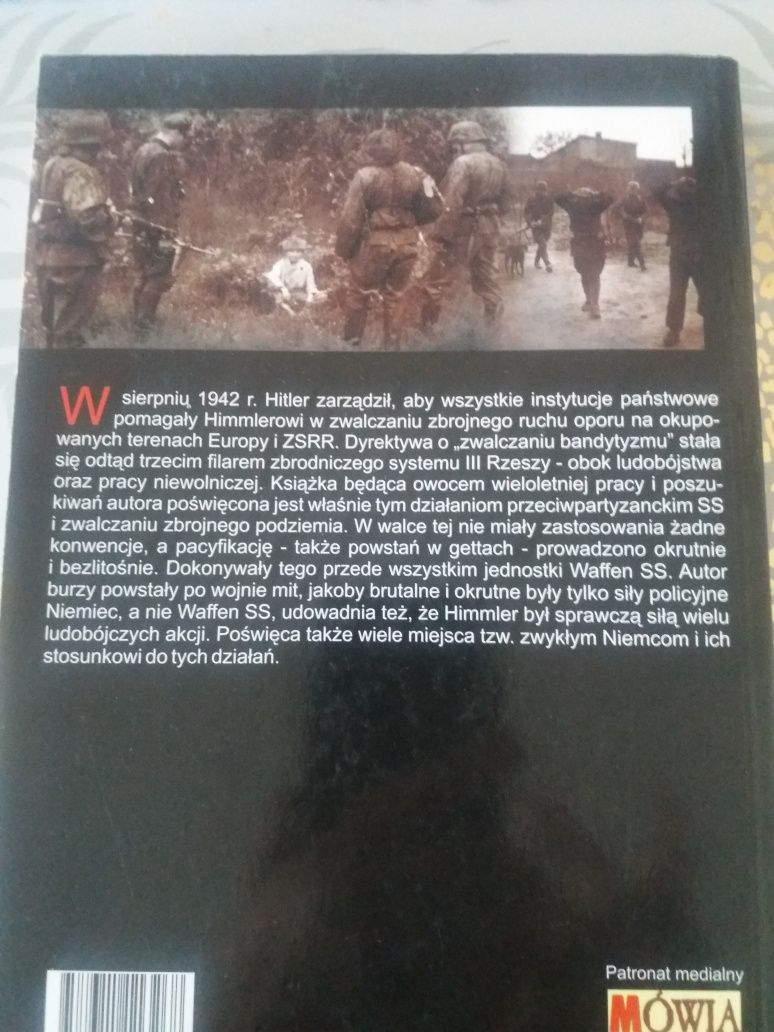 W sierpniu 1942 r. Hitler zarządził, aby wszystkie instytucje państwowe
pomagały Himmlerowi w zwalczaniu zbrojnego ruchu oporu na okupo-
wanych terenach Europy i ZSRR. Dyrektywa o „zwalczaniu bandytyzmu” stała
się odtąd trzecim filarem zbrodniczego systemu III Rzeszy - obok ludobójstwa
oraz pracy niewolniczej. Książka będąca owocem wieloletniej pracy i poszu-
kiwań autora poświęcona jest właśnie tym działaniom przeciwpartyzanckim SS
i zwalczaniu zbrojnego podziemia. W walce tej nie miały zastosowania żadne
konwencje, a pacyfikację - także powstań w gettach - prowadzono okrutnie
i bezlitośnie. Dokonywały tego przede wszystkim jednostki Waffen SS. Autor
burzy powstały po wojnie mit, jakoby brutalne i okrutne były tylko siły policyjne
Niemiec, a nie Waffen SS, udowadnia też, że Himmler był sprawczą siłą wielu
ludobójczych akcji. Poświęca także wiele miejsca tzw. zwykłym Niemcom i ich
stosunkowi do tych działań.
Patronat medialny
MÓWIĄ